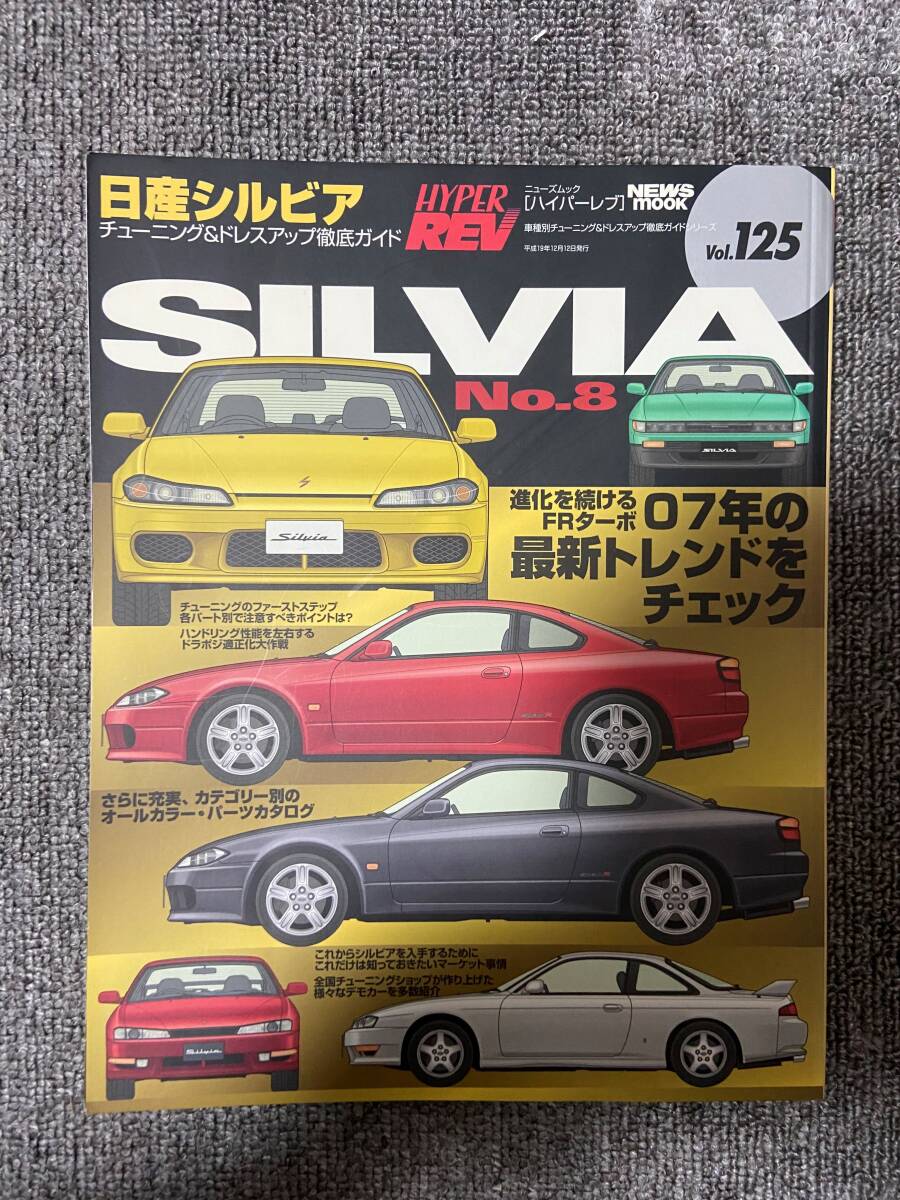 日産シルビア
チューニング&ドレスアップ徹底ガイド
HYPER
REV
ニューズムック
[ハイパーレブ]
NEWS
mook
車種別チューニング&ドレスアップ徹底ガイドシリーズ
平成19年12月12日発行
Vol.125
SILVIA
No.8
SILVIA
Silvia
進化を続ける
FRターボ
07年の
最新トレンドを
チェック
チューニングのファーストステップ
各パート別で注意すべきポイントは?
ハンドリング性能を左右する
ドラポジ適正化大作戦
さらに充実、カテゴリー別の
オールカラー・パーツカタログ
これからシルビアを入手するために
これだけは知っておきたいマーケット事情
全国チューニングショップが作り上げた
様々なデモカーを多数紹介
Silvia